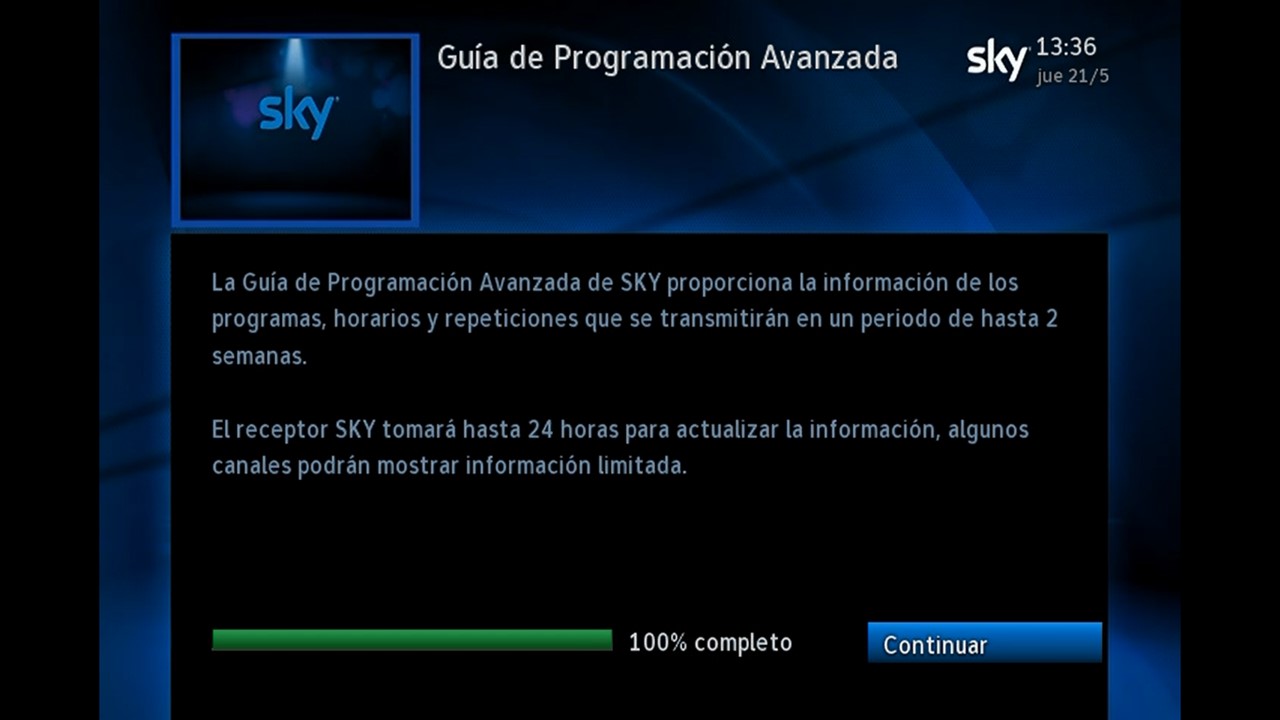 sky
Guía de Programación Avanzada
sky 13:36
jue 21/5
La Guía de Programación Avanzada de SKY proporciona la información de los
programas, horarios y repeticiones que se transmitirán en un periodo de hasta 2
semanas.
El receptor SKY tomará hasta 24 horas para actualizar la información, algunos
canales podrán mostrar información limitada.
100% completo
Continuar